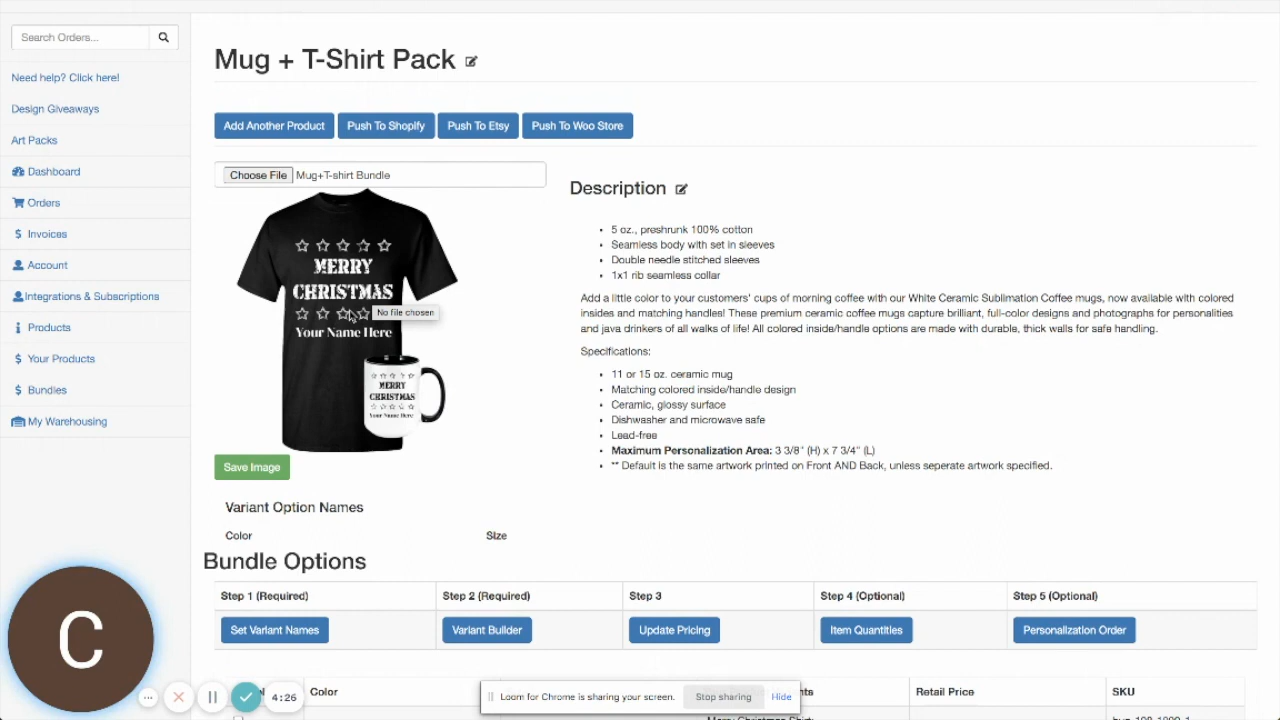 Search Orders...
Need help? Click here!
Design Giveaways
Art Packs
Dashboard
Orders
Invoices
Account
Integrations & Subscriptions
Products
Your Products
Bundles
My Warehousing
Mug + T-Shirt Pack
Add Another Product
Push To Shopify
Push To Etsy
Push To Woo Store
Choose File Mug+T-shirt Bundle
MERRY
CHRISTMAS
No file chosen
Your Name Here
MERRY
CHRISTMAS
Your Name Here
Save Image
Description
5 oz., preshrunk 100% cotton
Seamless body with set in sleeves
Double needle stitched sleeves
1x1 rib seamless collar
Add a little color to your customers' cups of morning coffee with our White Ceramic Sublimation Coffee mugs, now available with colored
insides and matching handles! These premium ceramic coffee mugs capture brilliant, full-color designs and photographs for personalities
and java drinkers of all walks of life! All colored inside/handle options are made with durable, thick walls for safe handling.
Specifications:
11 or 15 oz. ceramic mug
Matching colored inside/handle design
Ceramic, glossy surface
Dishwasher and microwave safe
Lead-free
Maximum Personalization Area: 3 3/8" (H) x 7 3/4" (L)
** Default is the same artwork printed on Front AND Back, unless seperate artwork specified.
Variant Option Names
Color Size
Bundle Options
Step 1 (Required) Step 2 (Required) Step 3 Step 4 (Optional) Step 5 (Optional)
Set Variant Names Variant Builder Update Pricing Item Quantities Personalization Order
Color Retail Price SKU
C
4:26
Loom for Chrome is sharing your screen. Stop sharing Hide